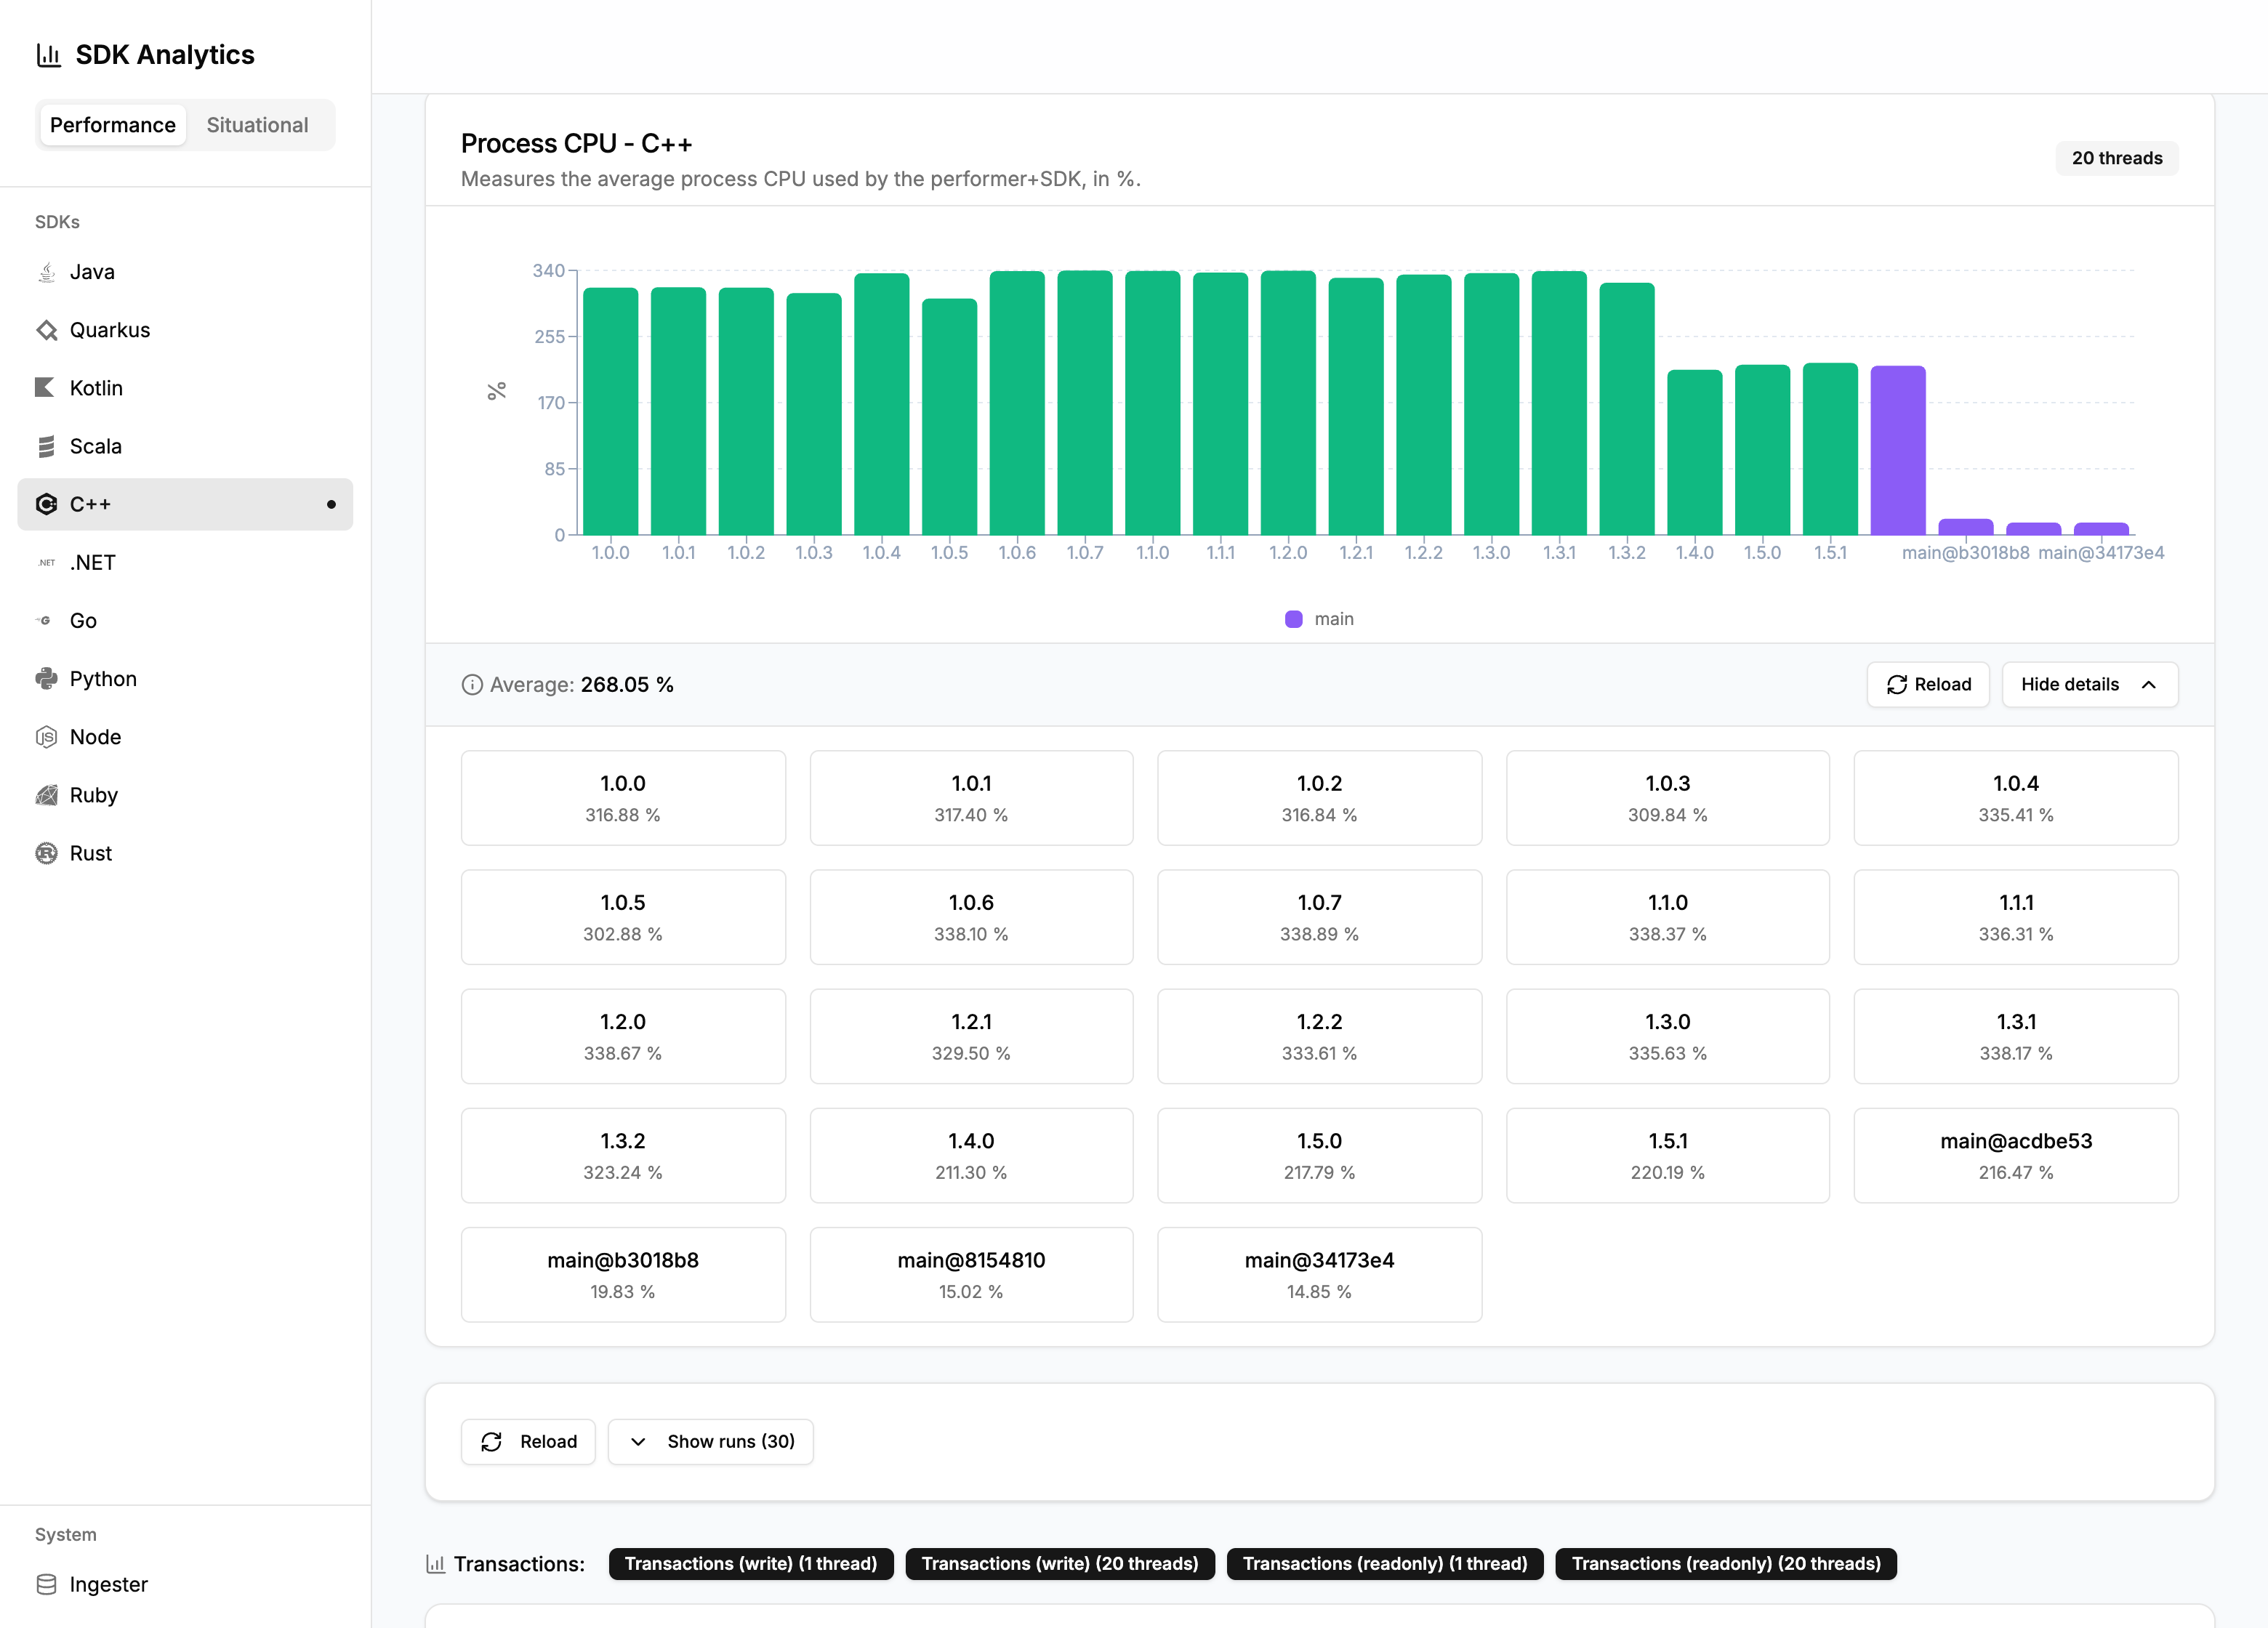 SDK Analytics
Performance Situational
SDKs
Java
Quarkus
Kotlin
Scala
C++
.NET .NET
Go
Python
Node
Ruby
Rust
System
Ingester
Process CPU - C++
Measures the average process CPU used by the performer+SDK, in %.
20 threads
340
255
170
85
0
%
1.0.0 1.0.1 1.0.2 1.0.3 1.0.4 1.0.5 1.0.6 1.0.7 1.1.0 1.1.1 1.2.0 1.2.1 1.2.2 1.3.0 1.3.1 1.3.2 1.4.0 1.5.0 1.5.1 main@b3018b8 main@34173e4
main
Average: 268.05 %
Reload Hide details
1.0.0 1.0.1 1.0.2 1.0.3 1.0.4
316.88 % 317.40 % 316.84 % 309.84 % 335.41 %
1.0.5 1.0.6 1.0.7 1.1.0 1.1.1
302.88 % 338.10 % 338.89 % 338.37 % 336.31 %
1.2.0 1.2.1 1.2.2 1.3.0 1.3.1
338.67 % 329.50 % 333.61 % 335.63 % 338.17 %
1.3.2 1.4.0 1.5.0 1.5.1 main@acdbe53
323.24 % 211.30 % 217.79 % 220.19 % 216.47 %
main@b3018b8 main@8154810 main@34173e4
19.83 % 15.02 % 14.85 %
Reload Show runs (30)
Transactions: Transactions (write) (1 thread) Transactions (write) (20 threads) Transactions (readonly) (1 thread) Transactions (readonly) (20 threads)